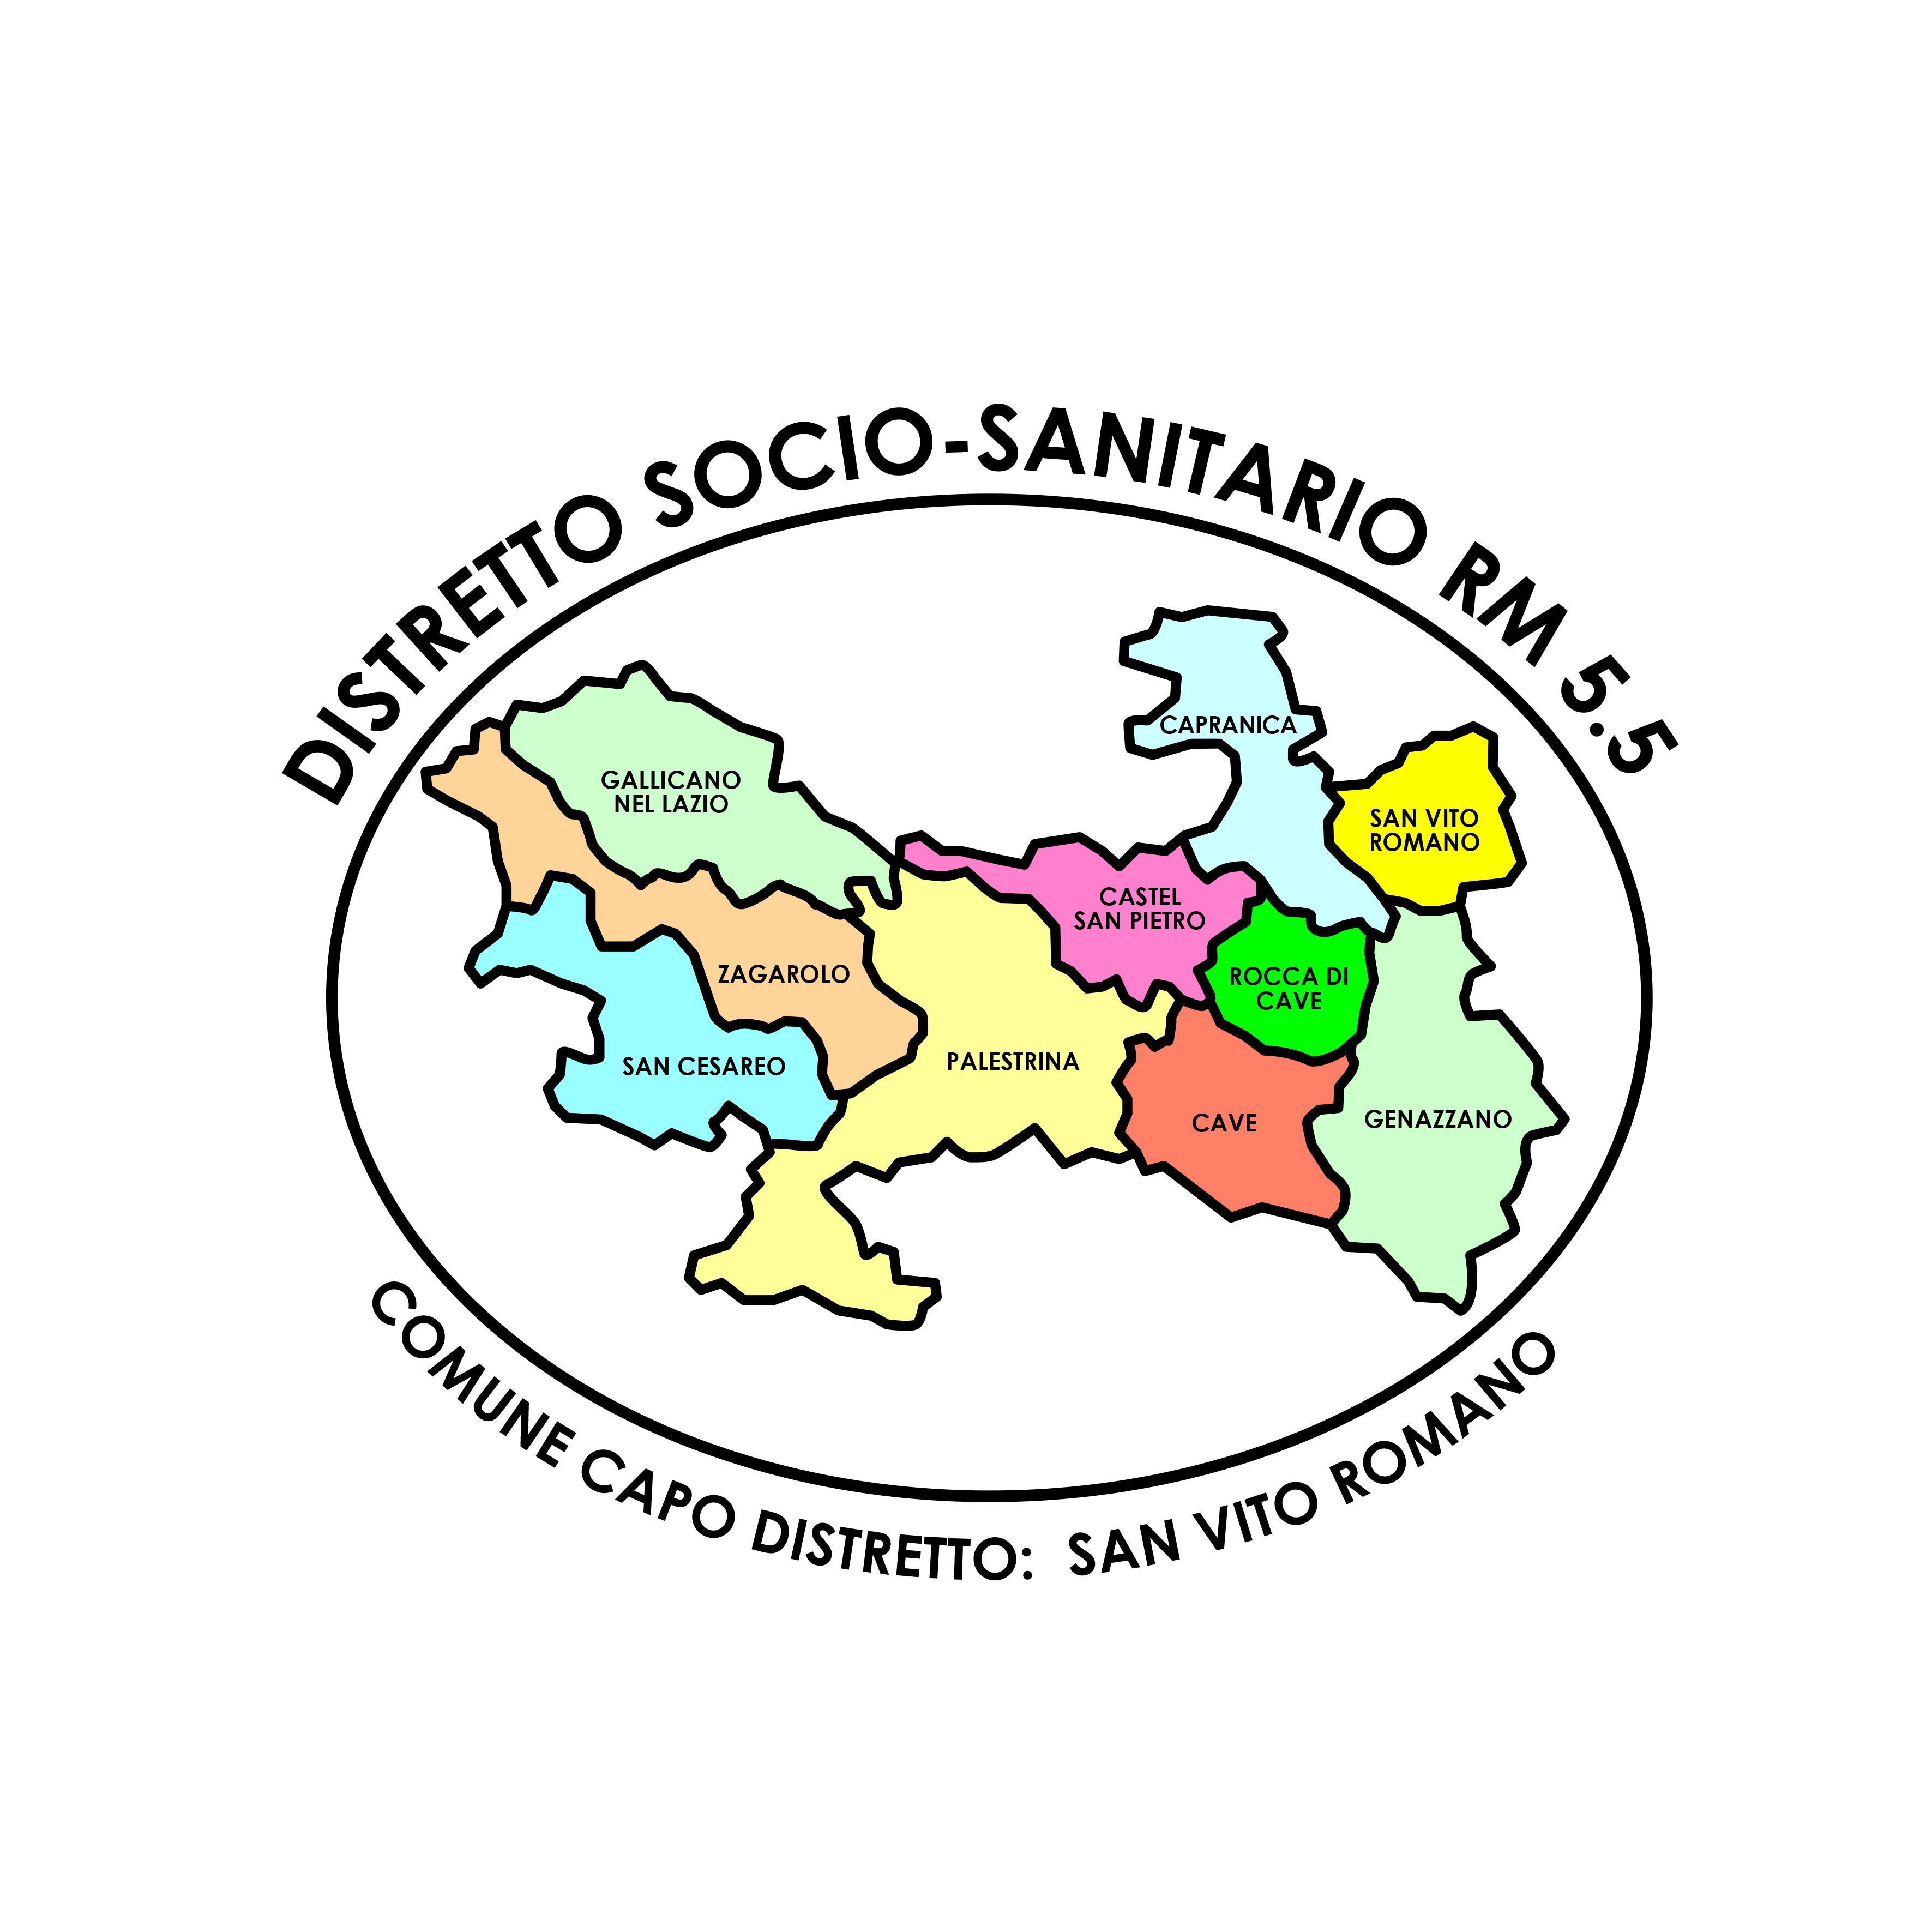 DISTRETTO SOCIO-SANITARIO RM 5.5
CAPRANICA
GALLICANO
NEL LAZIO
SAN VITO
ROMANO
CASTEL
SAN PIETRO
ZAGAROLO
ROCCA DI
CAVE
SAN CESAREO
PALESTRINA
CAVE
GENAZZANO
COMUNE CAPO DISTRETTO: SAN VITO ROMANO